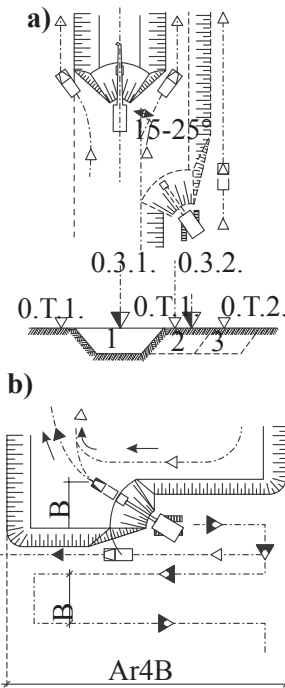 a)
15-25°
0.3.1. 0.3.2.
0.T.1. 0.T.1. 0.T.2.
1 2 3
b)
B
B
Ar4B